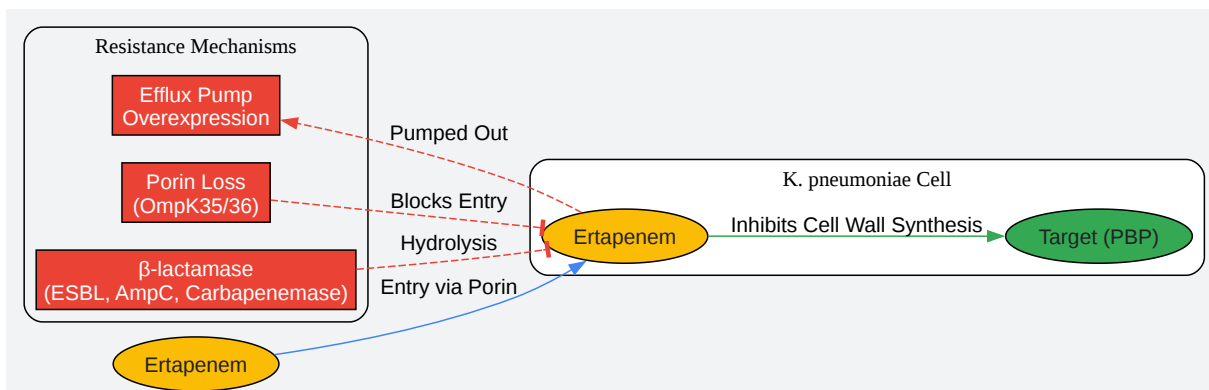 Resistance Mechanisms
Efflux Pump
Overexpression
Porin Loss
(OmpK35/36)
β-lactamase
(ESBL, AmpC, Carbapenemase)
Ertapenem
Pumped Out
Blocks Entry
Hydrolysis
Entry via Porin
K. pneumoniae Cell
Ertapenem
Inhibits Cell Wall Synthesis
Target (PBP)